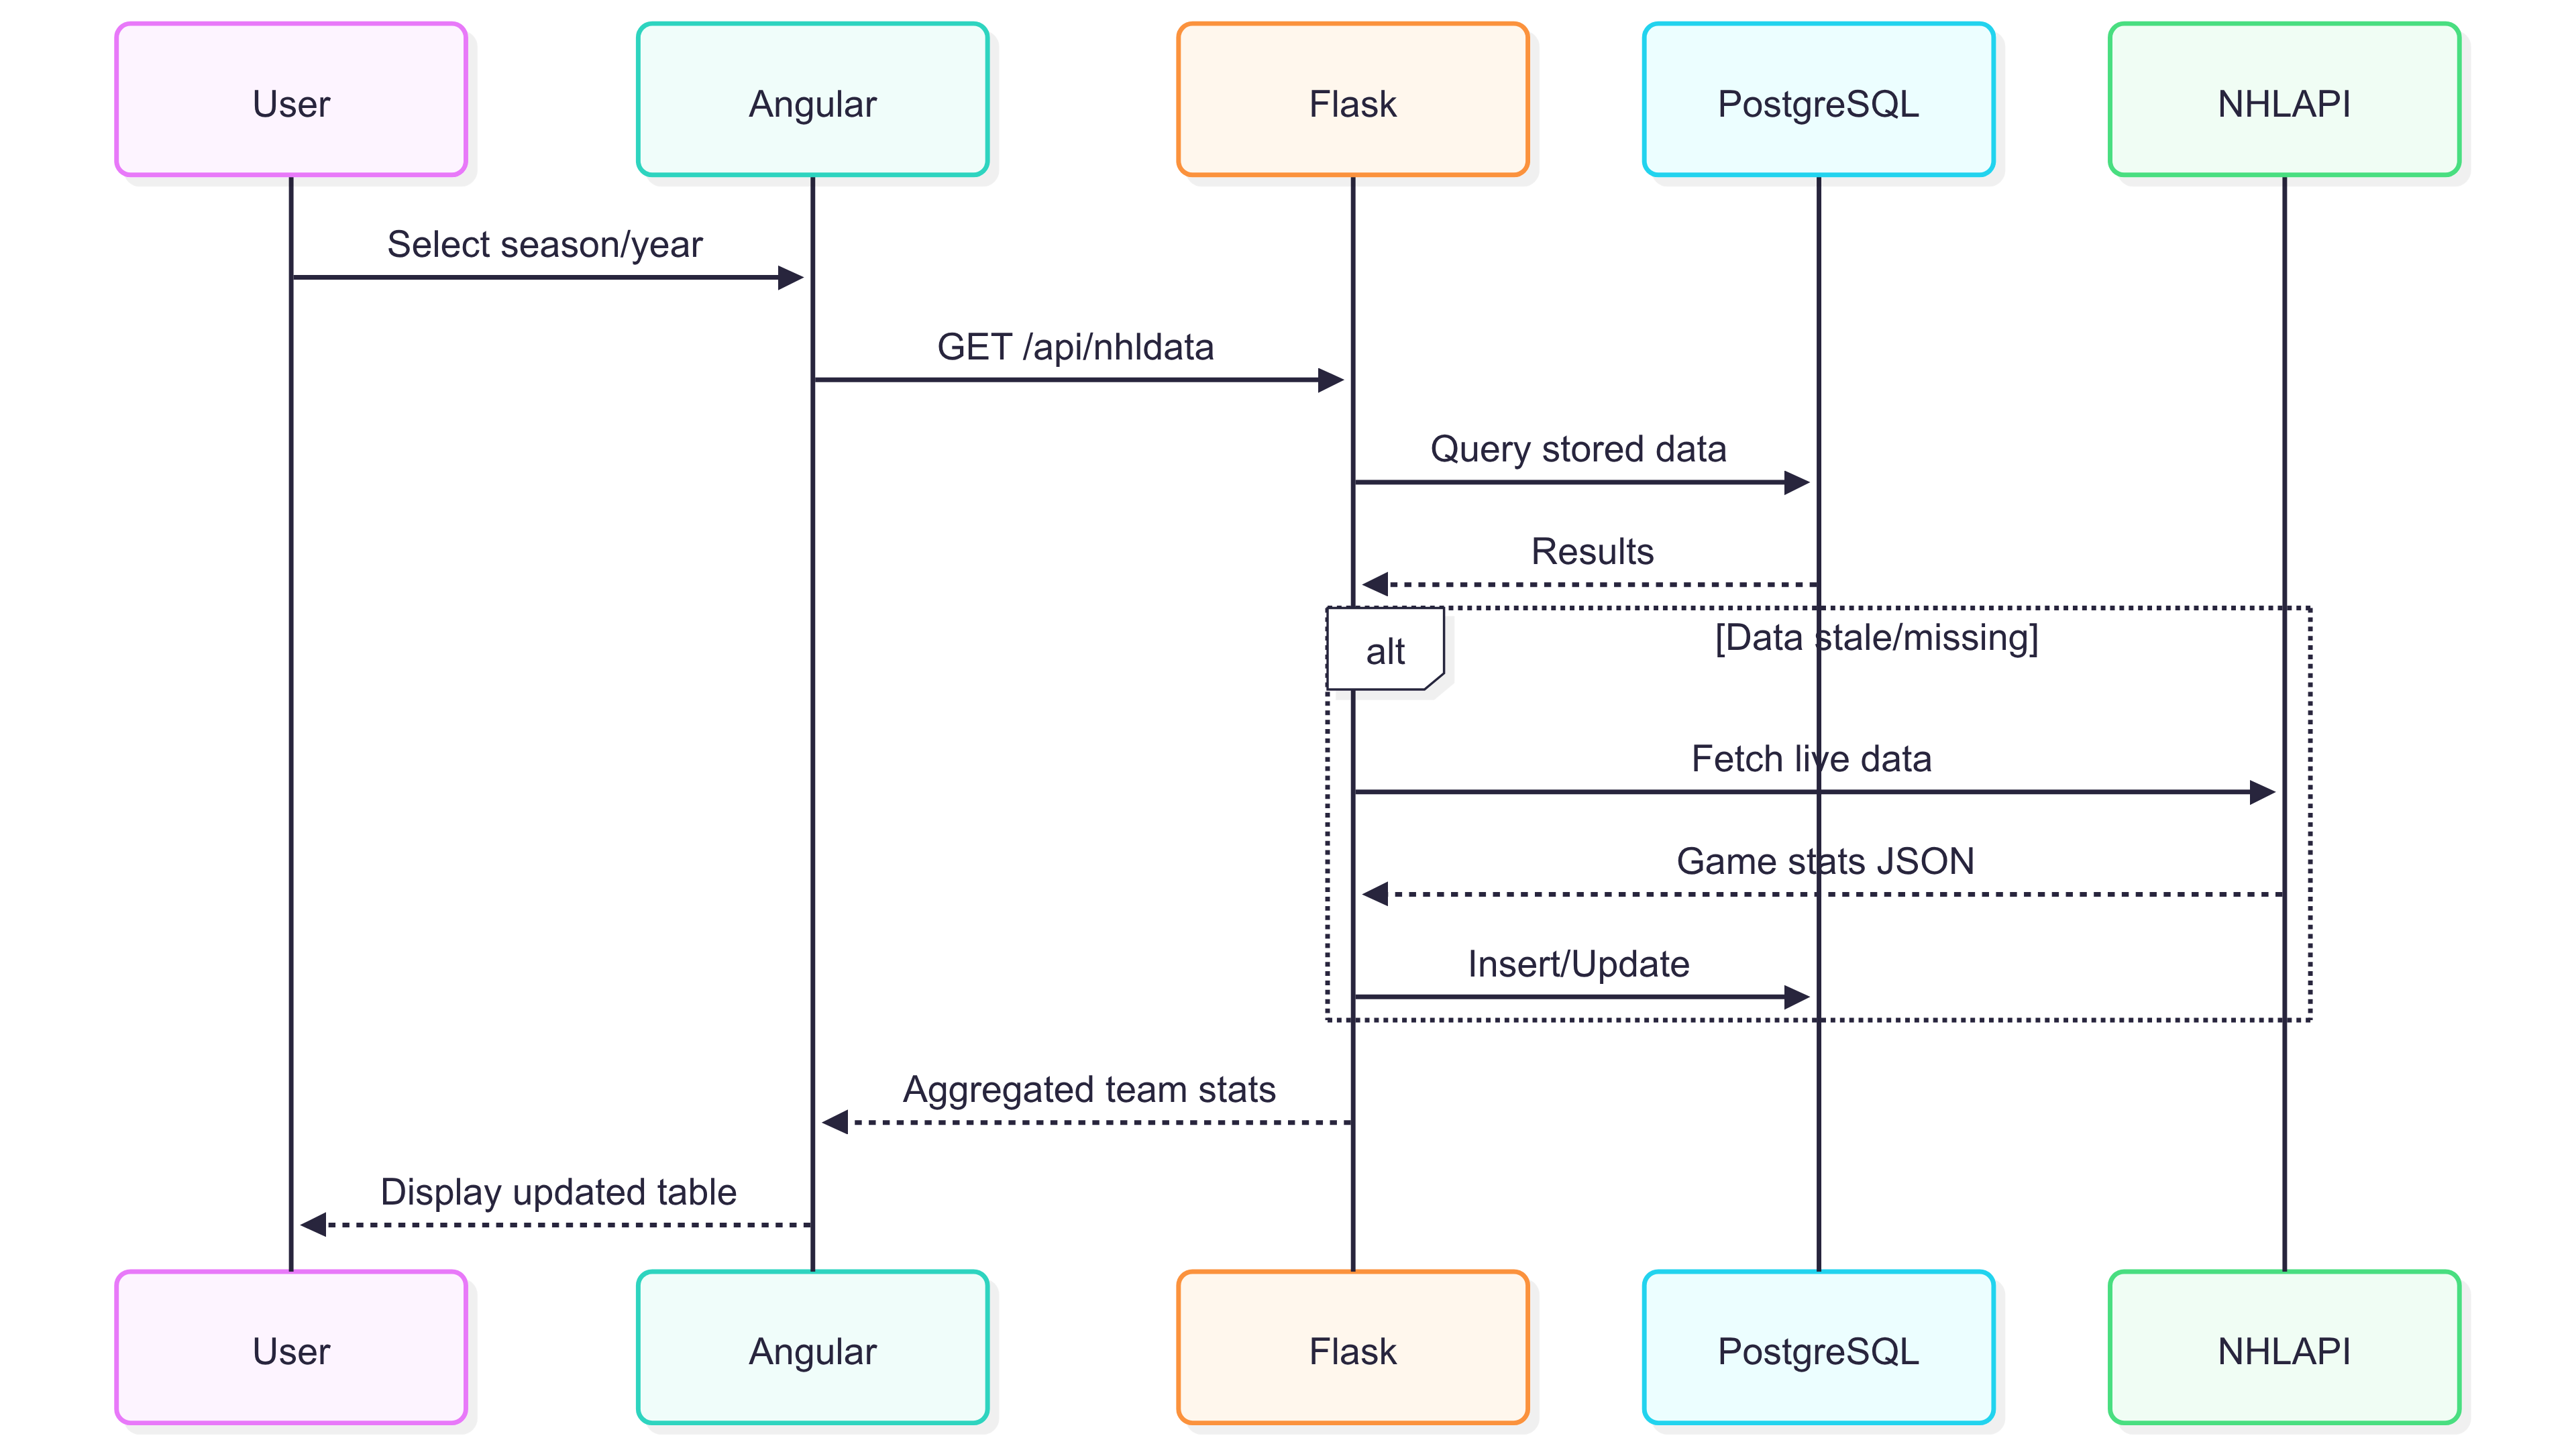 User
Angular
Flask
PostgreSQL
NHLAPI
Select season/year
GET /api/nhldata
Query stored data
Results
alt
[Data stale/missing]
Fetch live data
Game stats JSON
Insert/Update
Aggregated team stats
Display updated table
User
Angular
Flask
PostgreSQL
NHLAPI